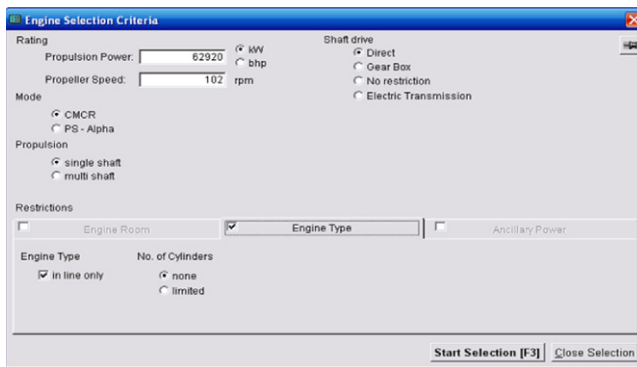 Engine Selection Criteria
Rating
Propulsion Power: 62920 kW
bhp
Propeller Speed: 102 rpm
Shaft drive
Direct
Gear Box
No restriction
Electric Transmission
Mode
CMCR
PS - Alpha
Propulsion
single shaft
multi shaft
Restrictions
Engine Room Engine Type Ancillary Power
Engine Type No. of Cylinders
in line only none
limited
Start Selection [F3] Close Selection